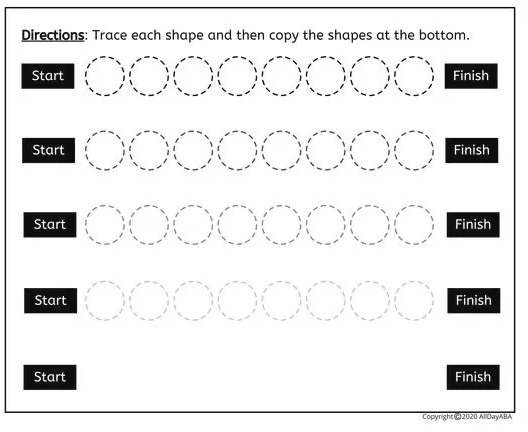 Directions: Trace each shape and then copy the shapes at the bottom.
Start Finish
Start Finish
Start Finish
Start Finish
Start Finish
Copyright©2020 AllDayABA